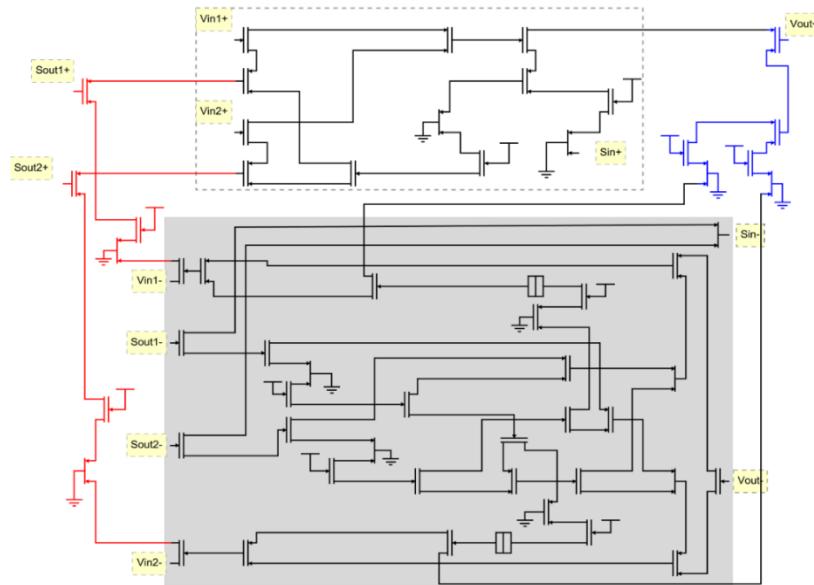 Vin1+
Vout+
Sout1+
Vin2+
Sin+
Sout2+
Sin-
Vin1-
Sout1-
Sout2-
Vout-
Vin2-